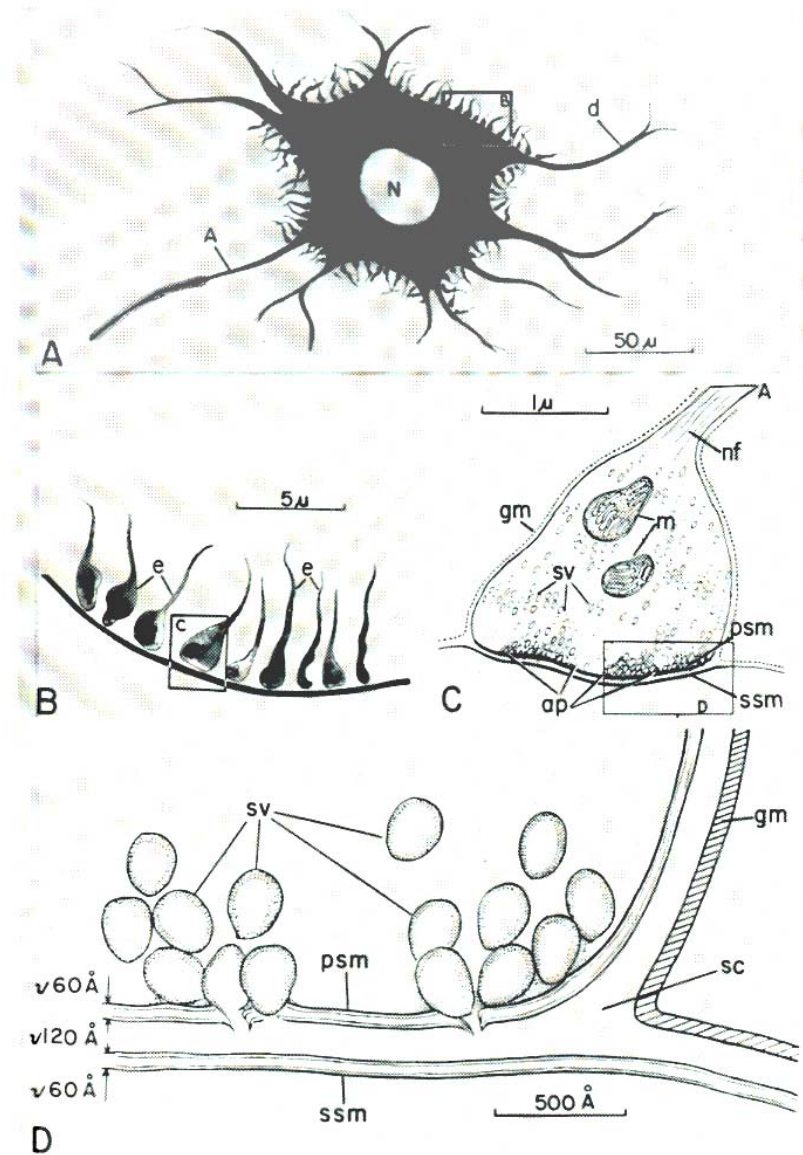 B
d
N
A
A
50 μ
1 μ
A
nf
5 μ
gm
m
e
e
sv
c
psm
B
ap
D
C
ssm
sv
gm
psm
sc
~60 Å
~120 Å
~60 Å
ssm
500 Å
D